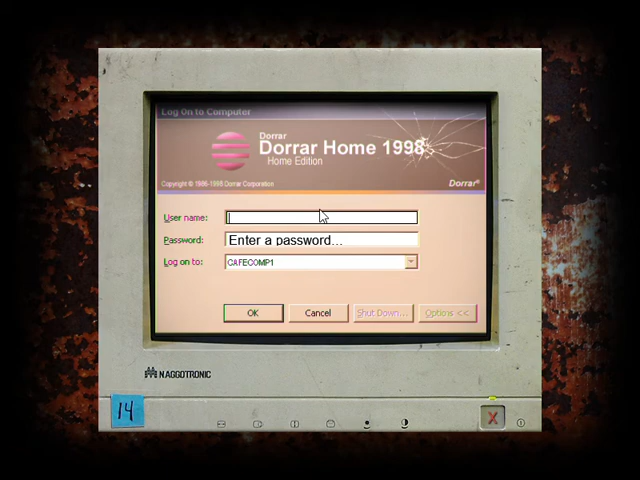 Log On to Computer
Dorrar
Dorrar Home 1998
Home Edition
Copyright © 1986-1998 Dorrar Corporation
Dorrar®
User name:
Password: Enter a password...
Log on to: CAFECOMP1
OK Cancel Shut Down... Options <<
NAGGOTRONIC
14
X